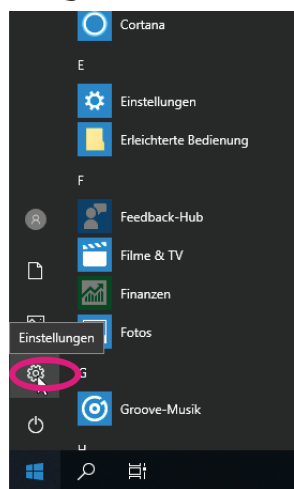 Cortana
E
Einstellungen
Erleichterte Bedienung
F
Feedback-Hub
Filme & TV
Finanzen
Einstellungen
Fotos
G
Groove-Musik
H